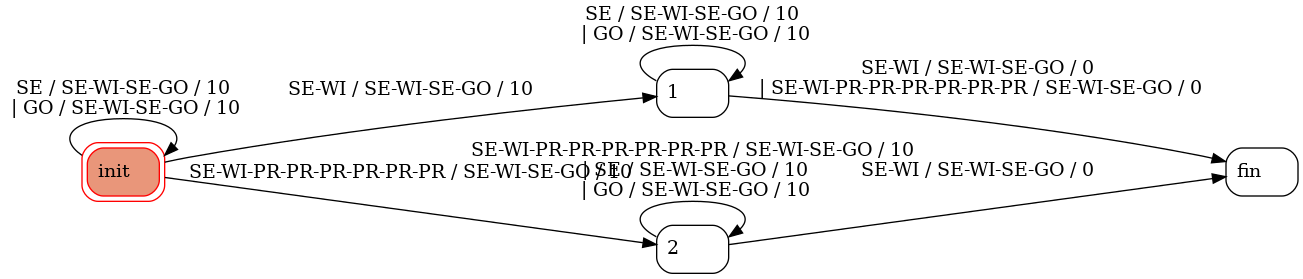 SE / SE-WI-SE-GO / 10
| GO / SE-WI-SE-GO / 10
SE / SE-WI-SE-GO / 10
| GO / SE-WI-SE-GO / 10
SE-WI / SE-WI-SE-GO / 10
1
SE-WI / SE-WI-SE-GO / 0
| SE-WI-PR-PR-PR-PR-PR-PR / SE-WI-SE-GO / 0
init
SE-WI-PR-PR-PR-PR-PR-PR / SE-WI-SE-GO / 10
SE-WI-PR-PR-PR-PR-PR-PR / SE-WI-SE-GO / 10
| SE / SE-WI-SE-GO / 10
| GO / SE-WI-SE-GO / 10
SE-WI / SE-WI-SE-GO / 0
fin
2